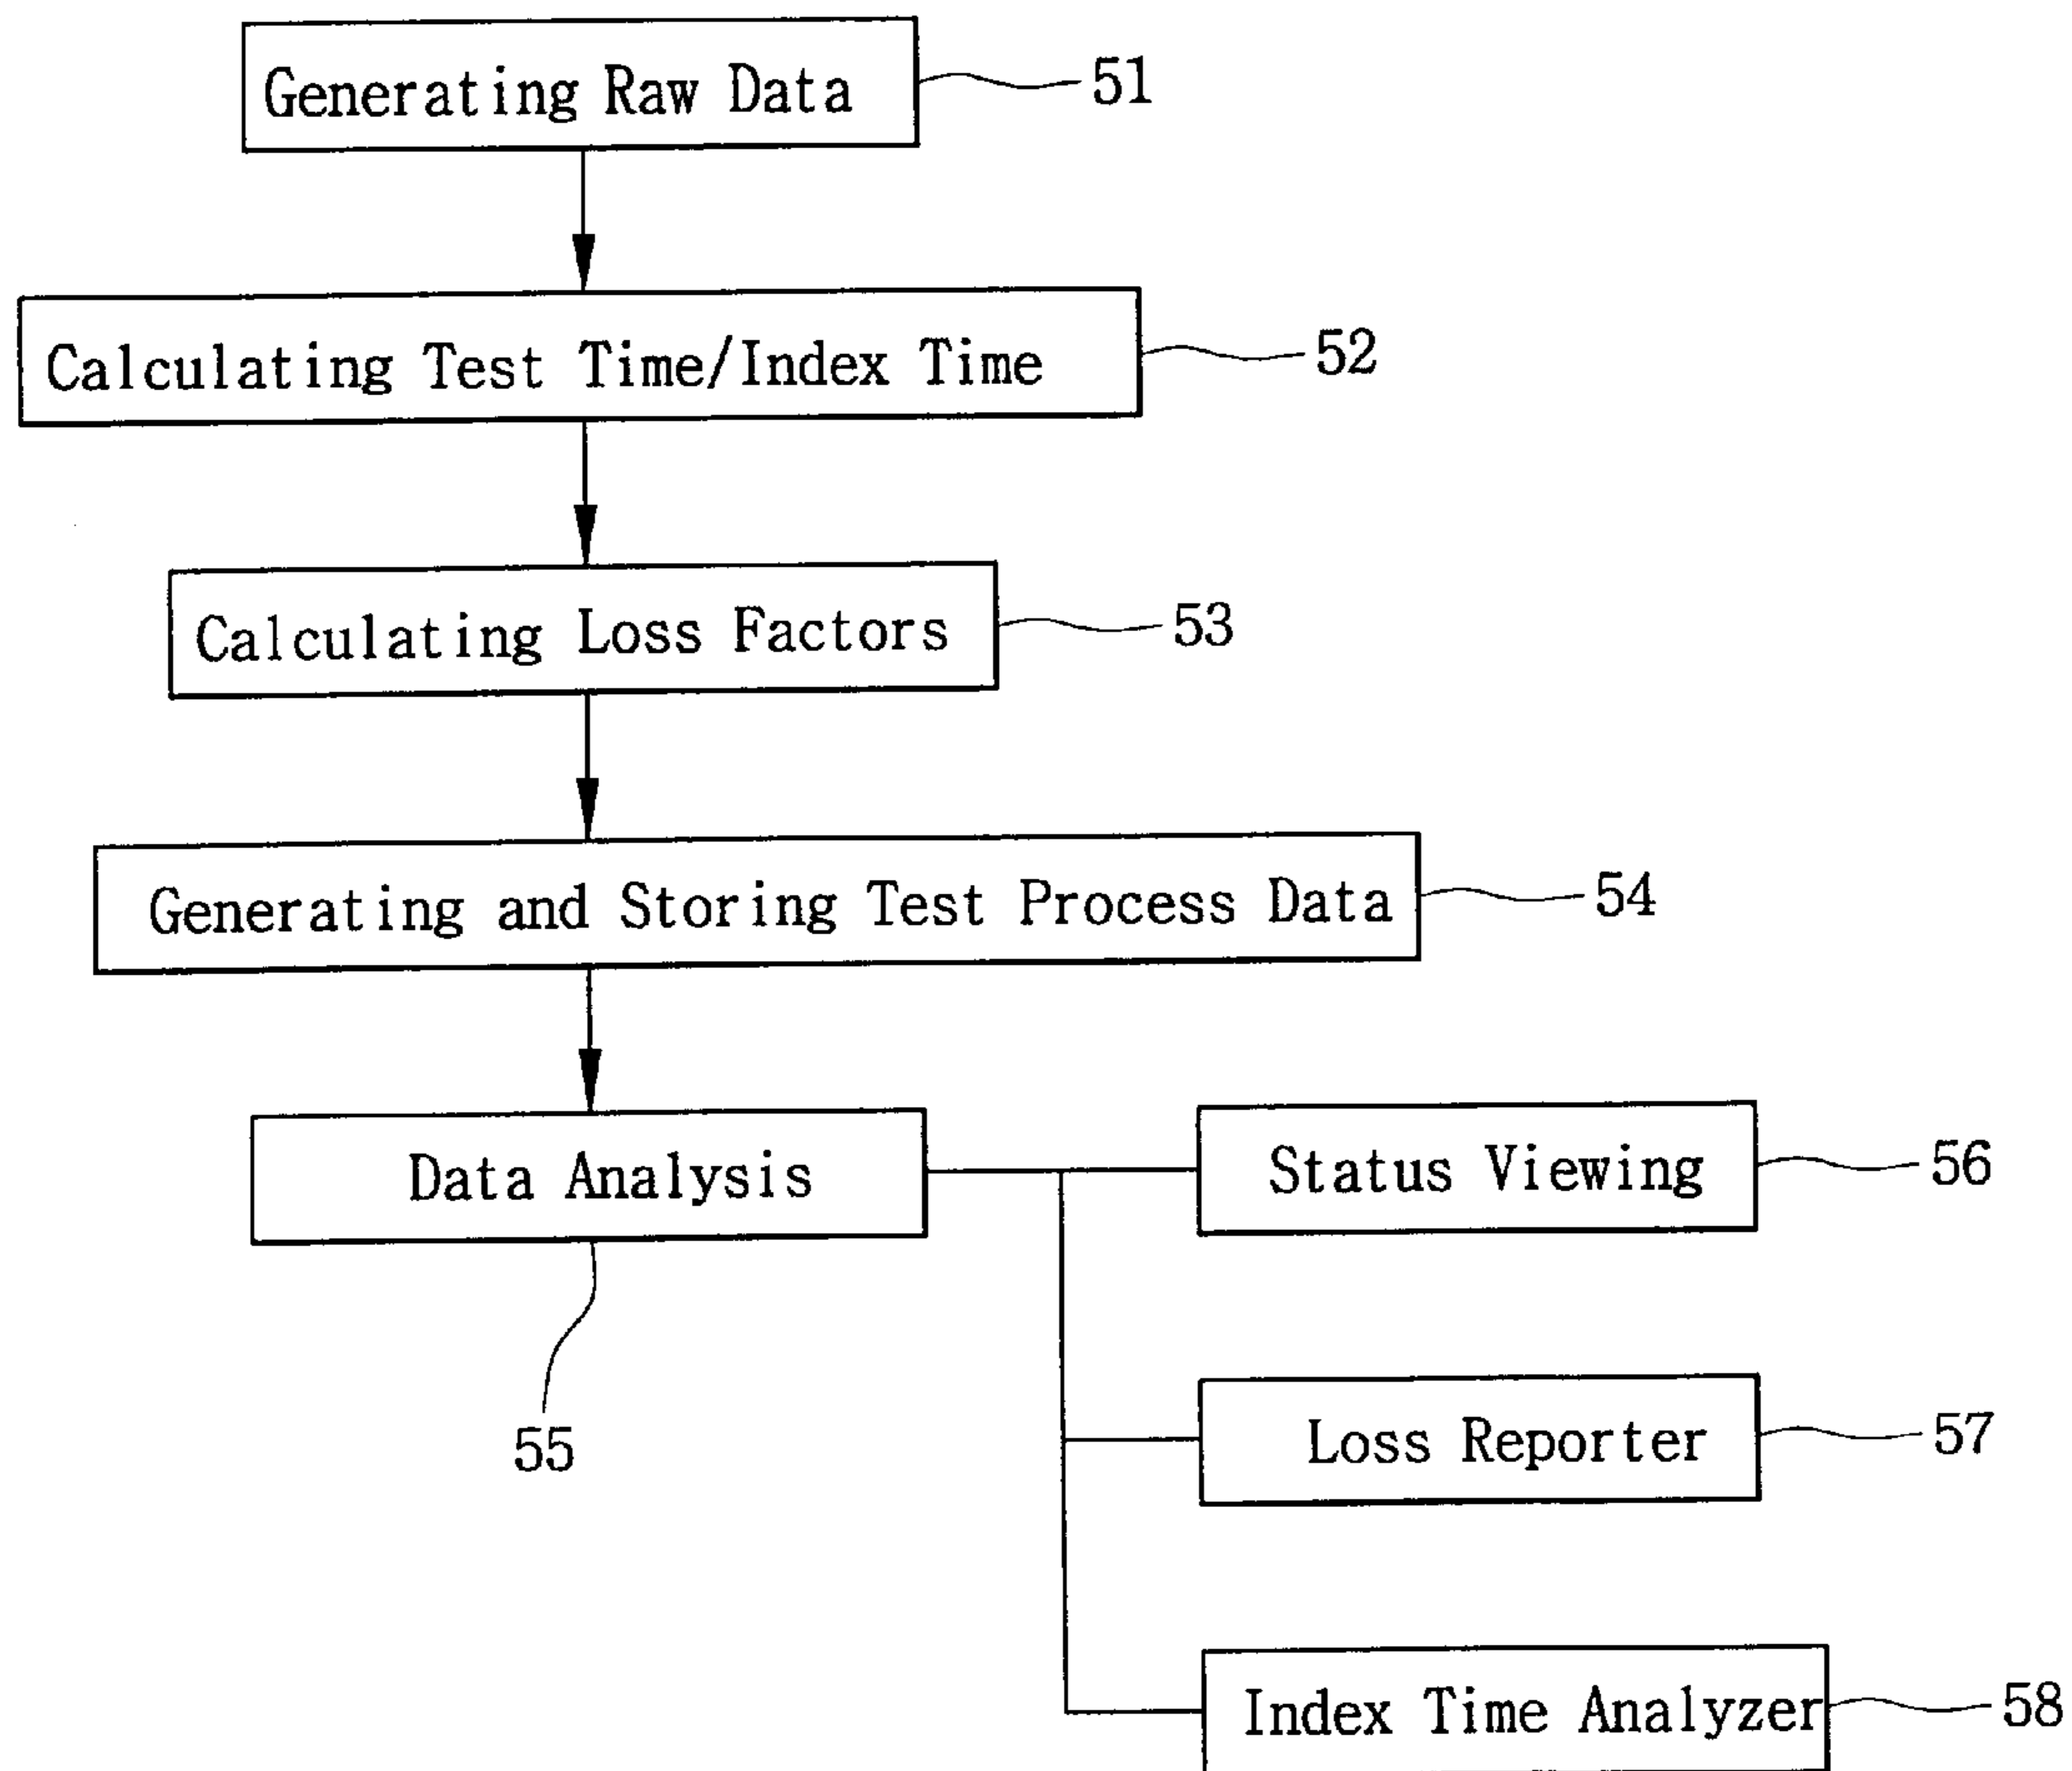 Generating Raw Data
51
Calculating Test Time/Index Time
52
Calculating Loss Factors
53
Generating and Storing Test Process Data
54
Data Analysis
55
Status Viewing
56
Loss Reporter
57
Index Time Analyzer
58